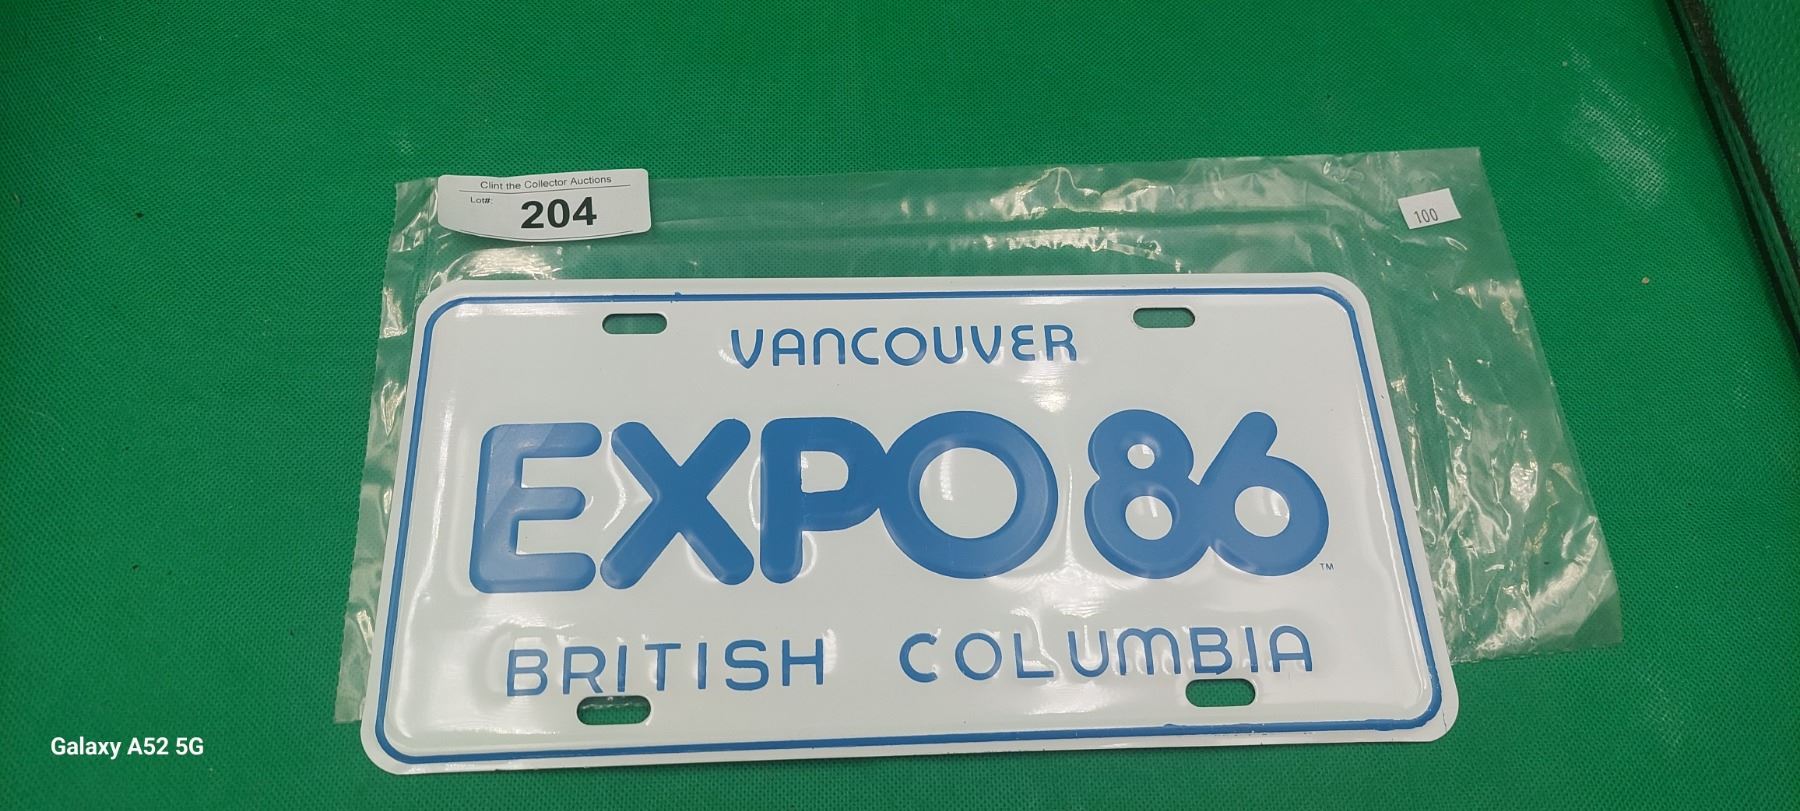 Clint the Collector Auctions
Lot#: 204
100
VANCOUVER
EXPO 86
TM
BRITISH COLUMBIA
Galaxy A52 5G